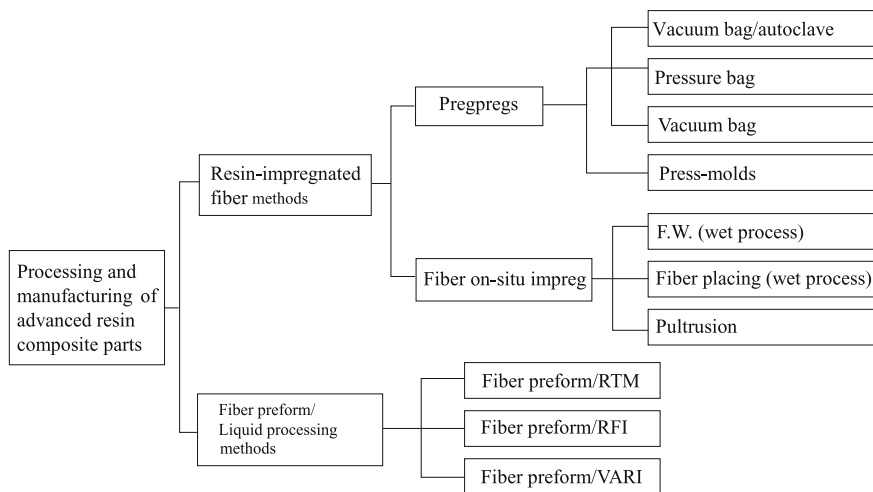 Processing and
manufacturing of
advanced resin
composite parts
Resin-impregnated
fiber methods
Pregpregs
Vacuum bag/autoclave
Pressure bag
Vacuum bag
Press-molds
Fiber on-situ impreg
F.W. (wet process)
Fiber placing (wet process)
Pultrusion
Fiber preform/
Liquid processing
methods
Fiber preform/RTM
Fiber preform/RFI
Fiber preform/VARI